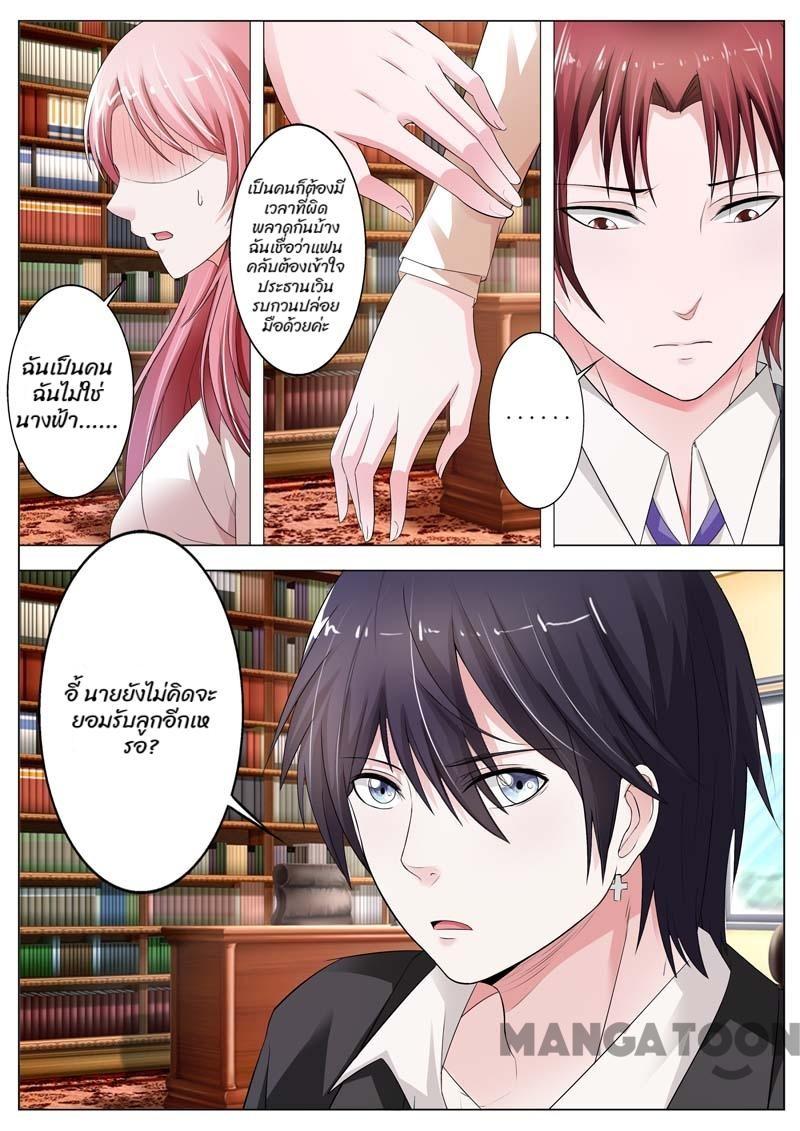 ฉันเป็นคน
ฉันไม่ใช่
นางฟ้า......
เป็นคนก็ต้องมี
เวลาที่ผิด
พลาดกันบ้าง
ฉันเชื่อว่าแฟน
คลับต้องเข้าใจ
ประธานเวิน
รบกวนปล่อย
มือด้วยค่ะ
......
อี้ นายยังไม่คิดจะ
ยอมรับลูกอีกเห
รอ?
MANGATOON